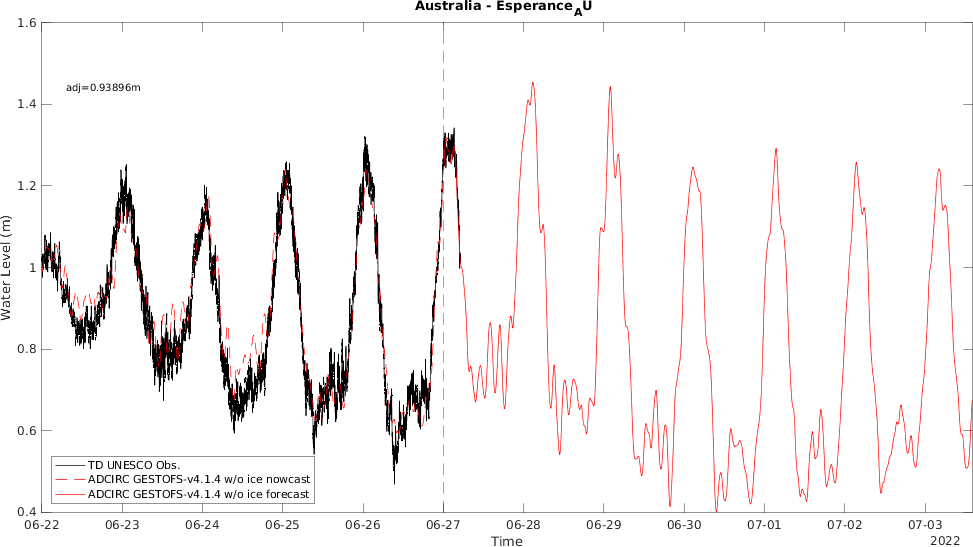 Australia - Esperance_AU
1.6
1.4
1.2
1
0.8
0.6
0.4
Water Level (m)
adj=0.93896m
TD UNESCO Obs.
ADCIRC GESTOFS-v4.1.4 w/o ice nowcast
ADCIRC GESTOFS-v4.1.4 w/o ice forecast
06-22 06-23 06-24 06-25 06-26 06-27 06-28 06-29 06-30 07-01 07-02 07-03
Time 2022